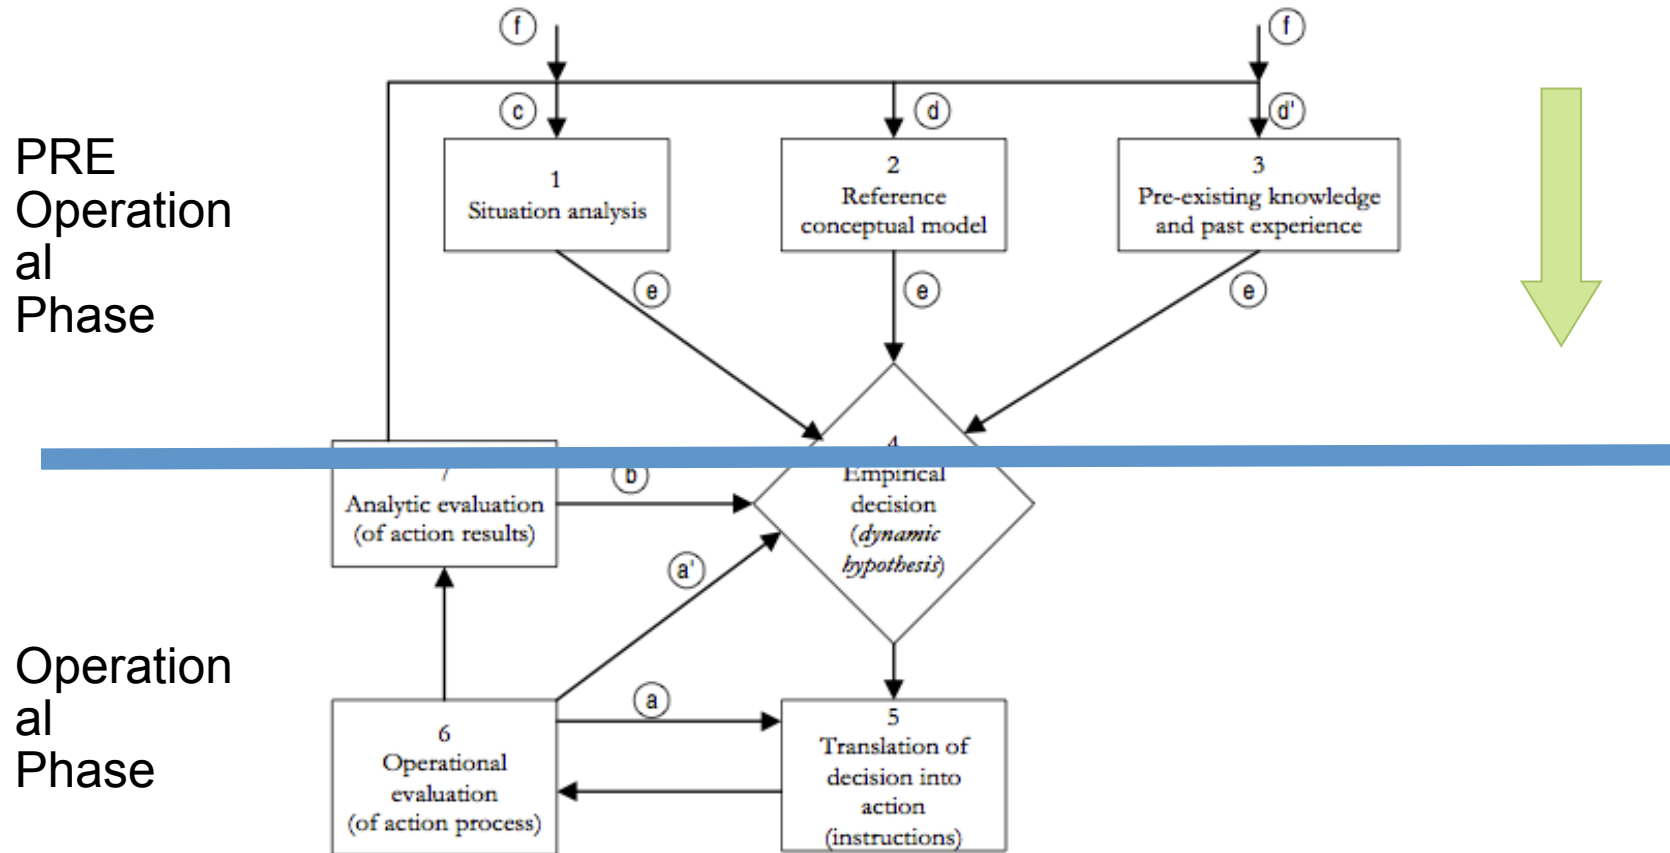 f
f
c
d
d'
PRE
Operation
al
Phase
1
Situation analysis
2
Reference
conceptual model
3
Pre-existing knowledge
and past experience
e
e
e
4
Empirical
decision
(dynamic
hypothesis)
7
Analytic evaluation
(of action results)
b
a'
Operation
al
Phase
a
6
Operational
evaluation
(of action process)
5
Translation of
decision into
action
(instructions)